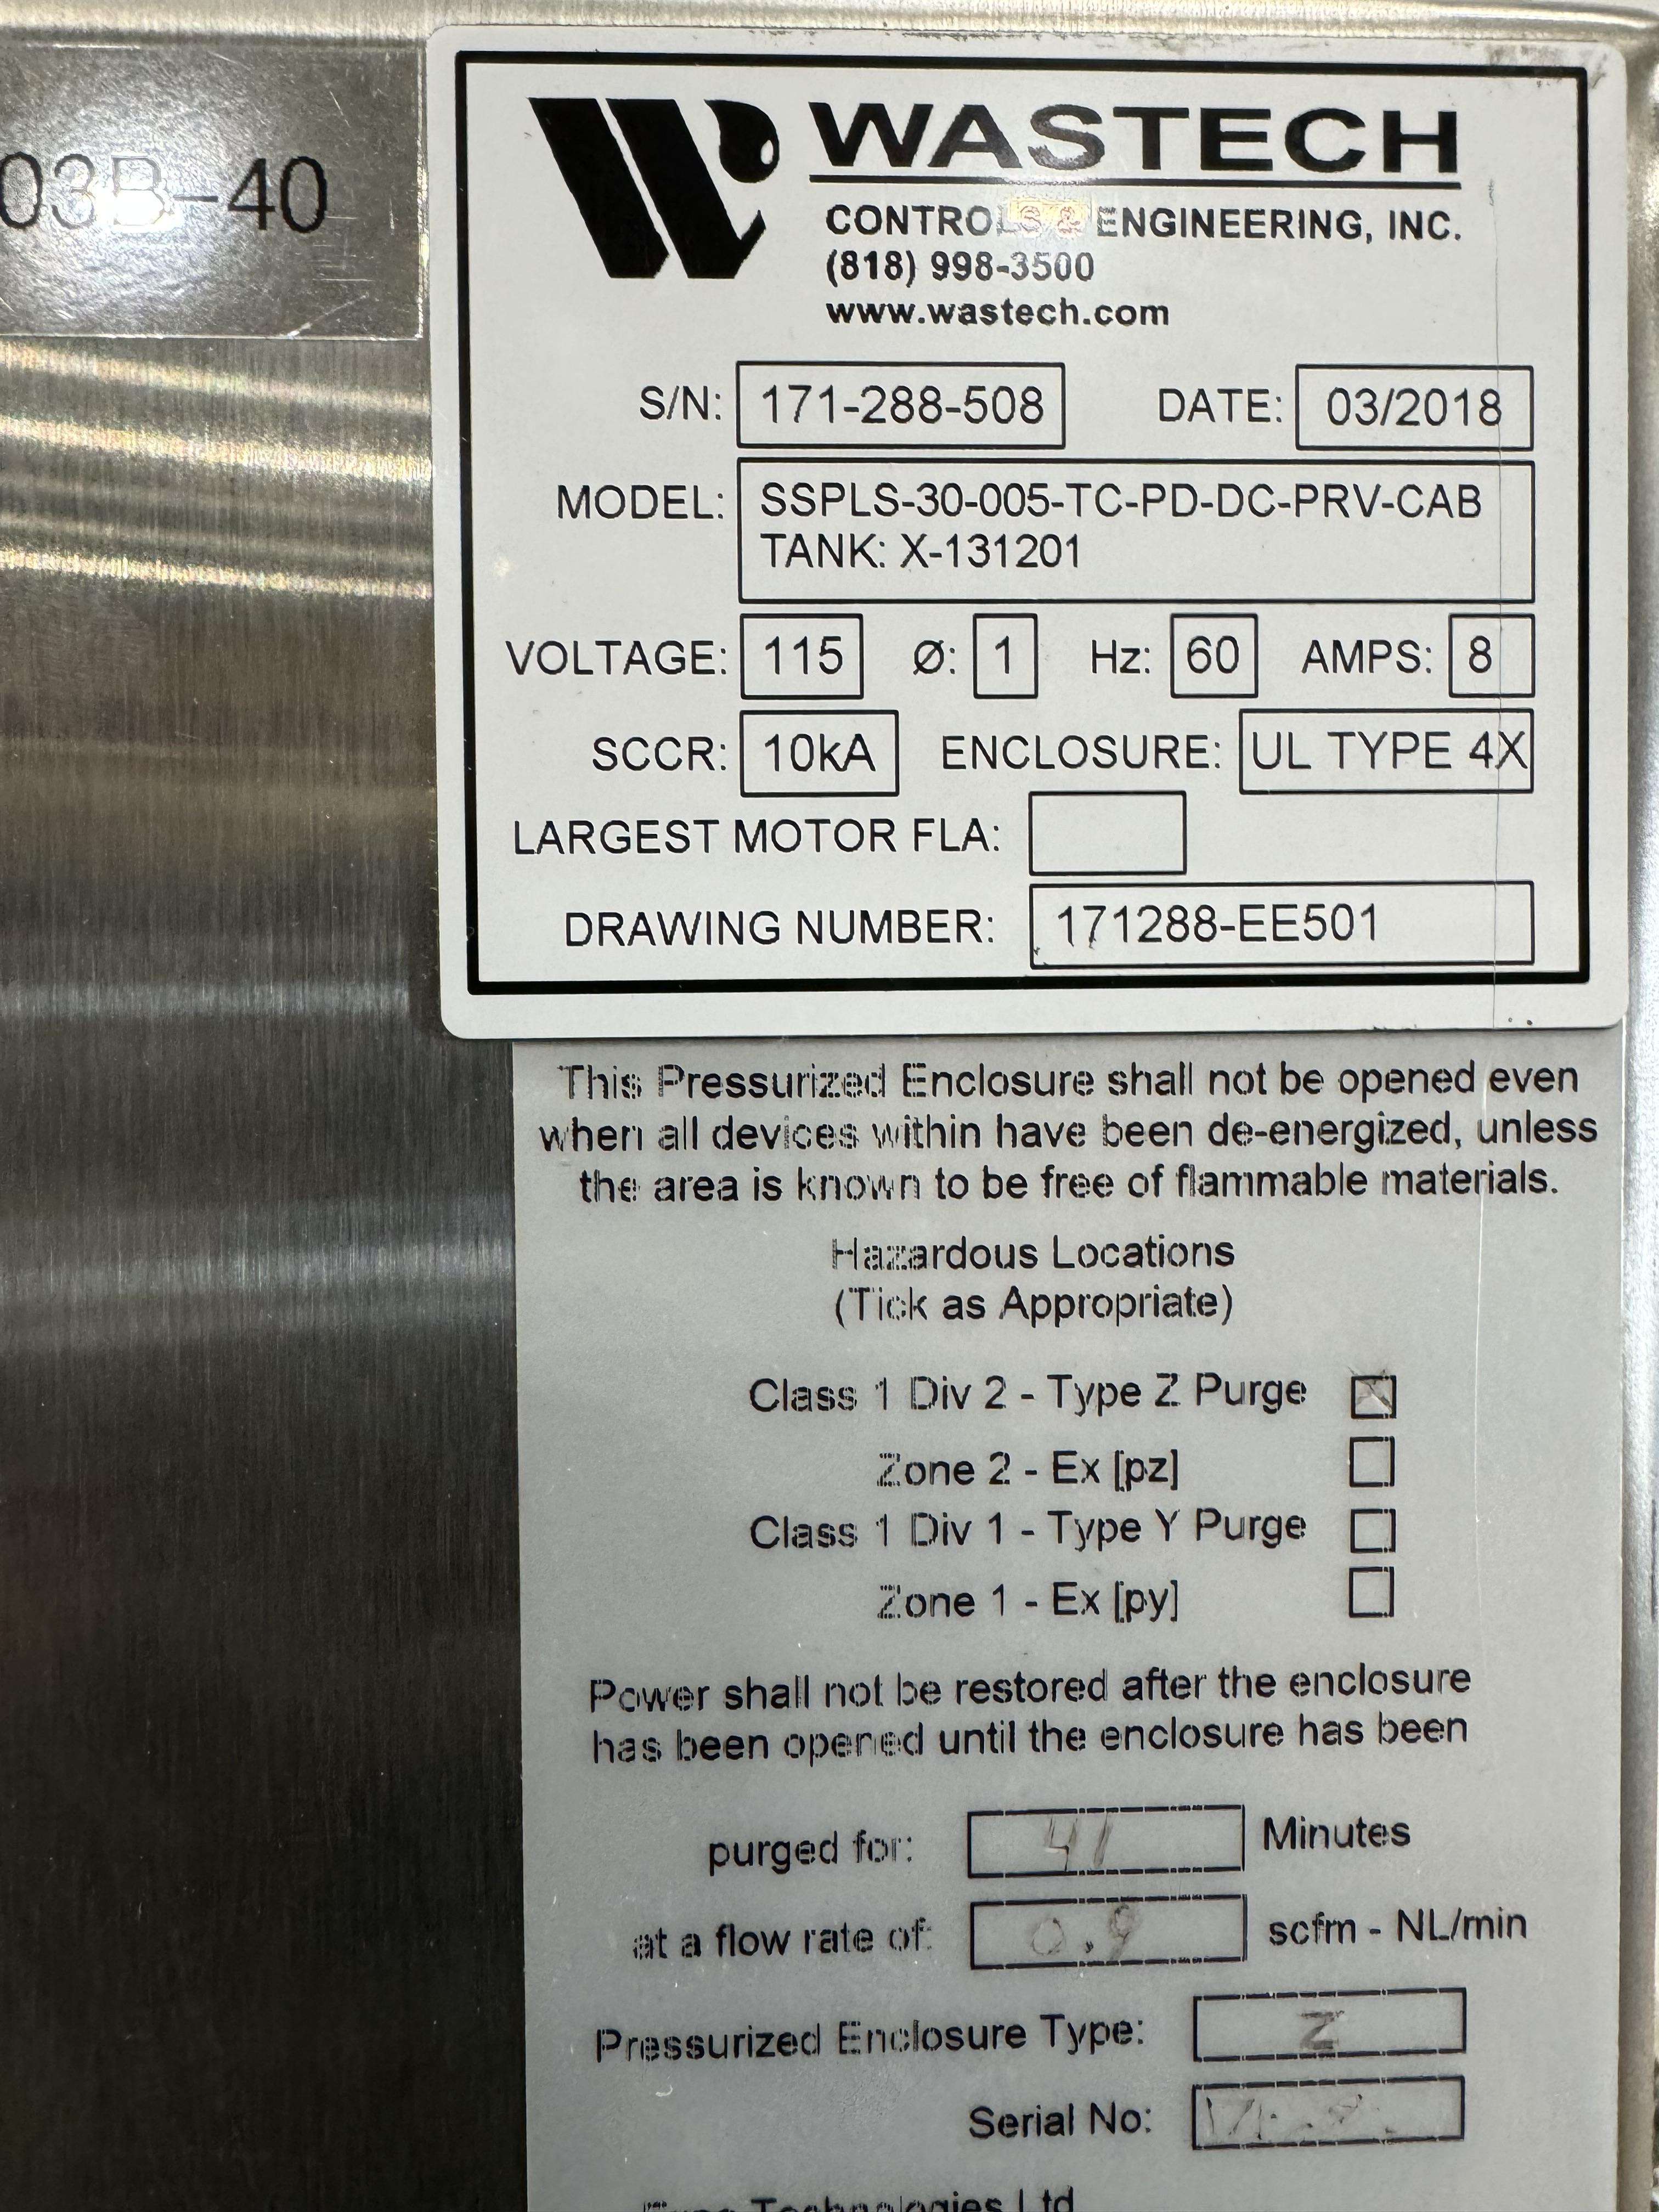 03B-40
WASTECH
CONTROLS & ENGINEERING, INC.
(818) 998-3500
www.wastech.com
S/N: 171-288-508 DATE: 03/2018
MODEL: SSPLS-30-005-TC-PD-DC-PRV-CAB
TANK: X-131201
VOLTAGE: 115 Ø: 1 Hz: 60 AMPS: 8
SCCR: 10kA ENCLOSURE: UL TYPE 4X
LARGEST MOTOR FLA:
DRAWING NUMBER: 171288-EE501
This Pressurized Enclosure shall not be opened even
when all devices within have been de-energized, unless
the area is known to be free of flammable materials.
Hazardous Locations
(Tick as Appropriate)
Class 1 Div 2 - Type Z Purge
Zone 2 - Ex [pz]
Class 1 Div 1 - Type Y Purge
Zone 1 - Ex [py]
Power shall not be restored after the enclosure
has been opened until the enclosure has been
purged for: 41 Minutes
at a flow rate of: 0.9 scfm - NL/min
Pressurized Enclosure Type: Z
Serial No:
Technologies Ltd